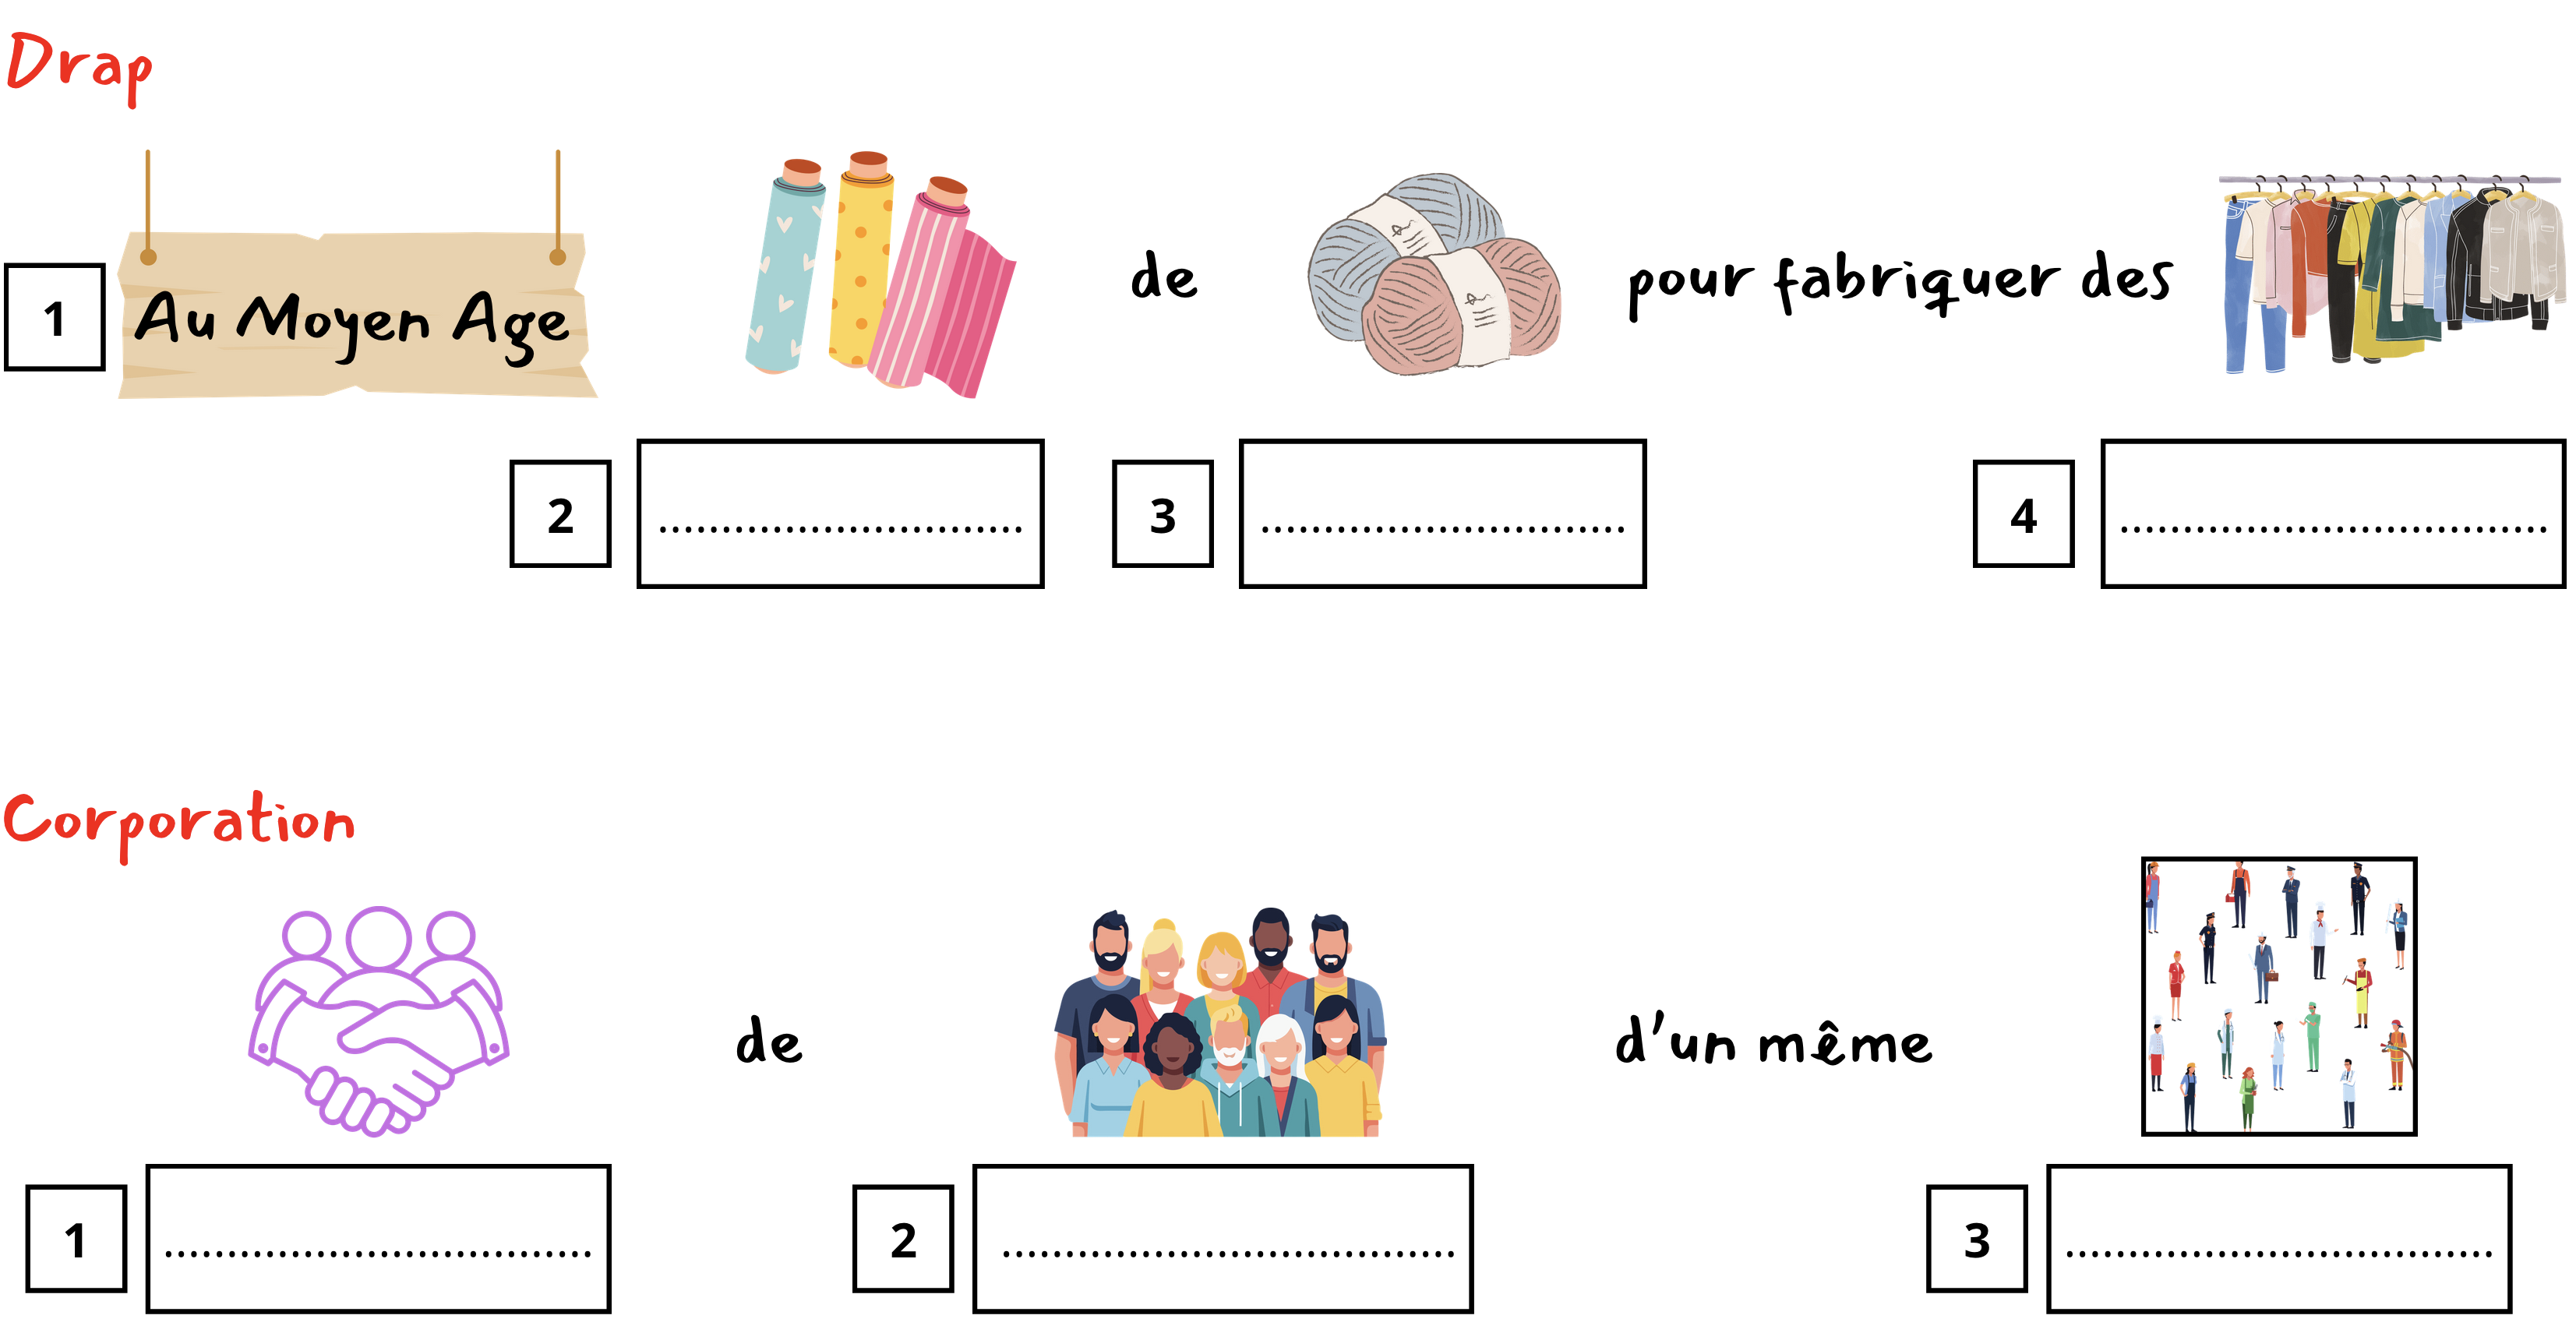 Drap
1 Au Moyen Age de pour fabriquer des
2 ............................. 3 ............................. 4 ..................................
Corporation
de d'un même
1 .................................. 2 .................................... 3 ..................................